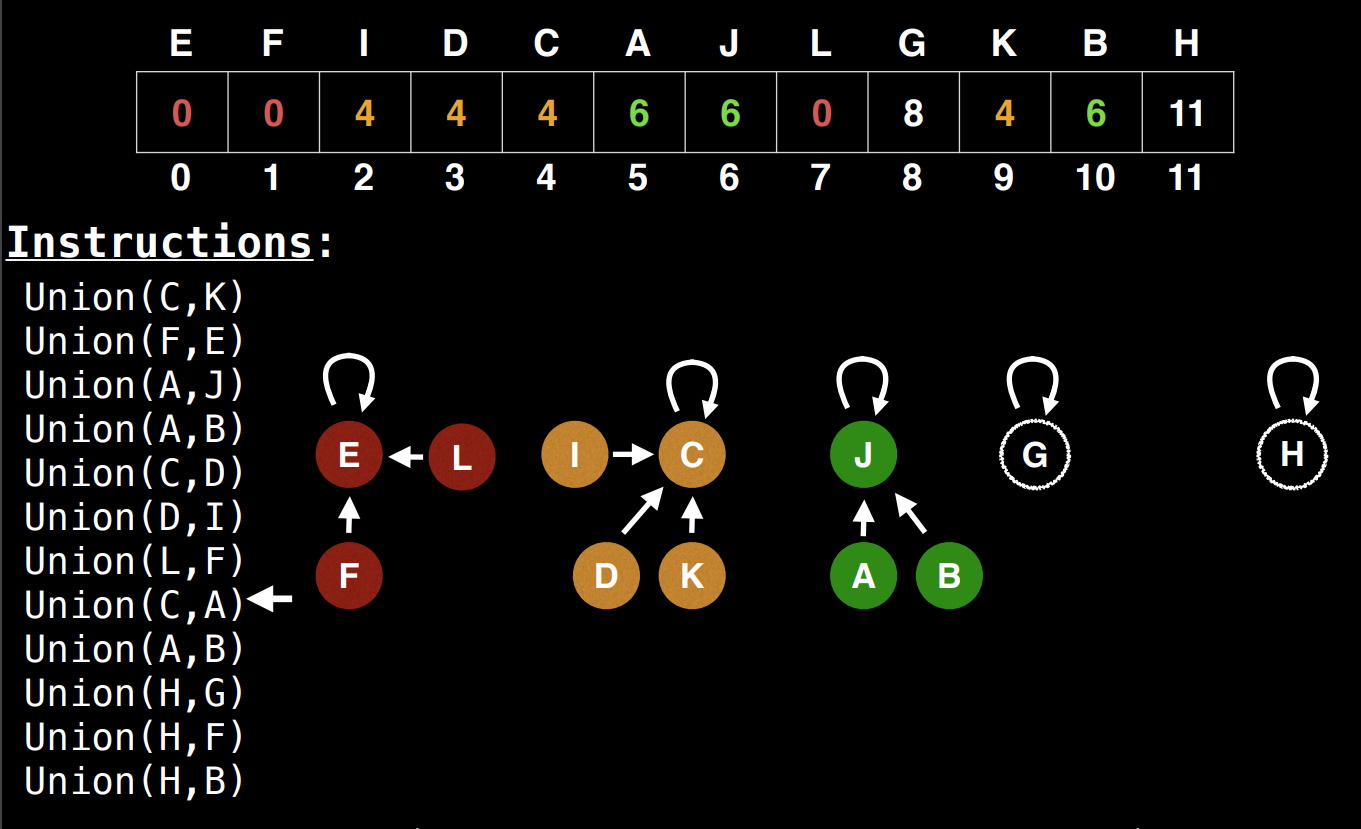 E F I D C A J L G K B H
0 0 4 4 4 6 6 0 8 4 6 11
0 1 2 3 4 5 6 7 8 9 10 11
Instructions:
Union(C,K)
Union(F,E)
Union(A,J)
Union(A,B)
Union(C,D)
Union(D,I)
Union(L,F)
Union(C,A)
Union(A,B)
Union(H,G)
Union(H,F)
Union(H,B)
E L I C J G H
F D K A B